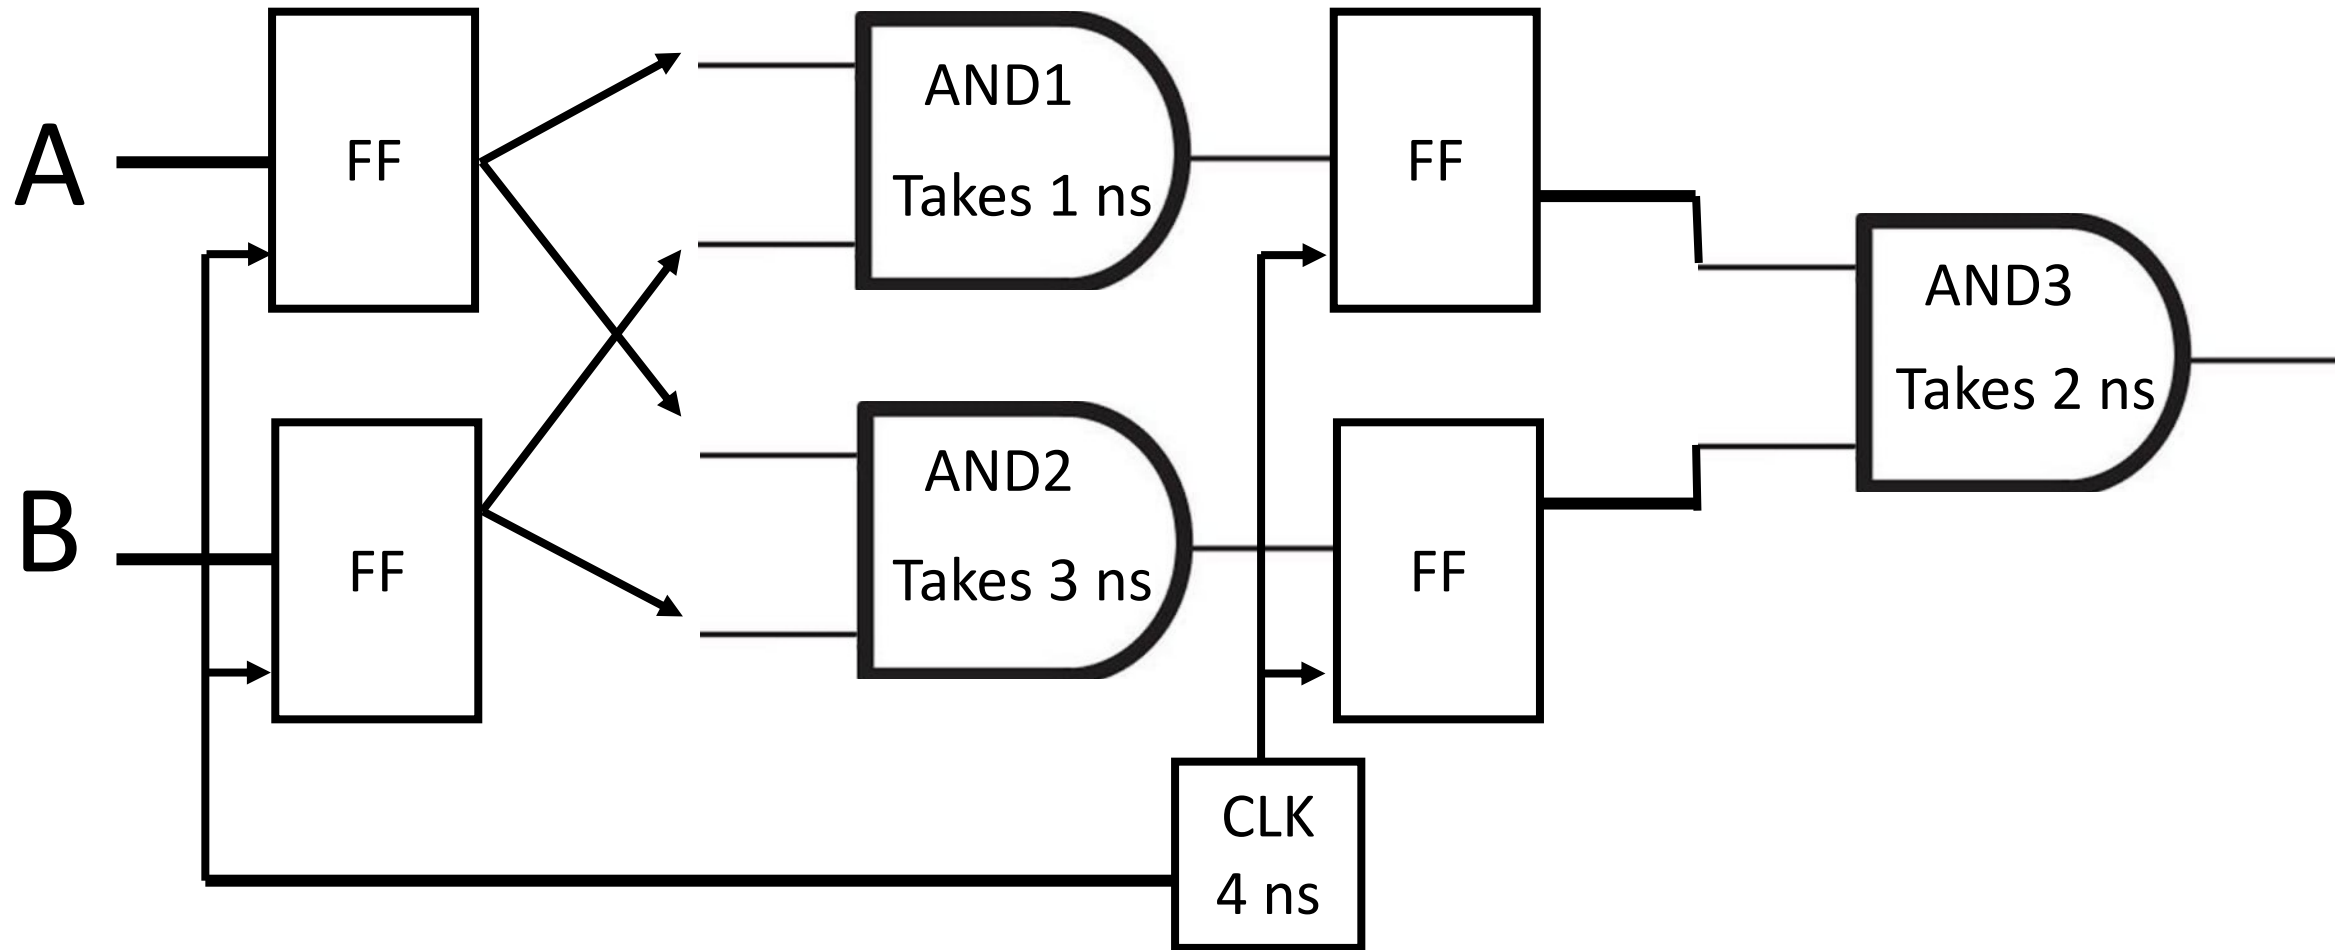 A
FF
AND1
Takes 1 ns
FF
AND3
Takes 2 ns
B
FF
AND2
Takes 3 ns
FF
CLK
4 ns